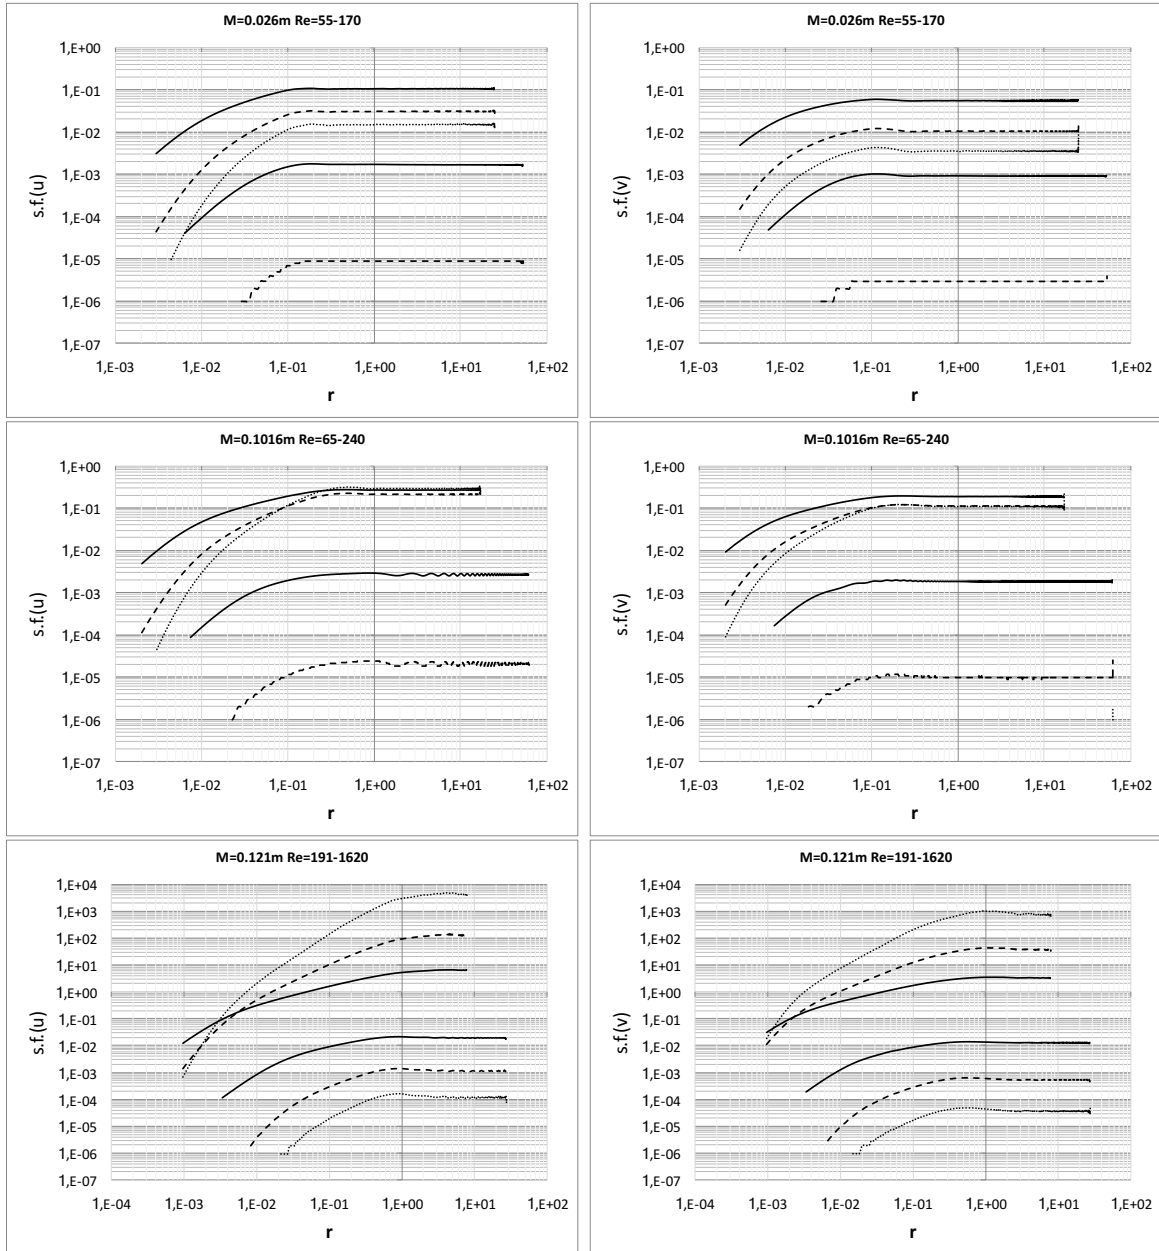 M=0.026m Re=55-170
1,E+00
1,E-01
1,E-02
1,E-03
1,E-04
1,E-05
1,E-06
1,E-07
s.f.(u)
1,E-03 1,E-02 1,E-01 1,E+00 1,E+01 1,E+02
r
M=0.026m Re=55-170
1,E+00
1,E-01
1,E-02
1,E-03
1,E-04
1,E-05
1,E-06
1,E-07
s.f.(v)
1,E-03 1,E-02 1,E-01 1,E+00 1,E+01 1,E+02
r
M=0.1016m Re=65-240
1,E+00
1,E-01
1,E-02
1,E-03
1,E-04
1,E-05
1,E-06
1,E-07
s.f.(u)
1,E-03 1,E-02 1,E-01 1,E+00 1,E+01 1,E+02
r
M=0.1016m Re=65-240
1,E+00
1,E-01
1,E-02
1,E-03
1,E-04
1,E-05
1,E-06
1,E-07
s.f.(v)
1,E-03 1,E-02 1,E-01 1,E+00 1,E+01 1,E+02
r
M=0.121m Re=191-1620
1,E+04
1,E+03
1,E+02
1,E+01
1,E+00
1,E-01
1,E-02
1,E-03
1,E-04
1,E-05
1,E-06
1,E-07
s.f.(u)
1,E-04 1,E-03 1,E-02 1,E-01 1,E+00 1,E+01 1,E+02
r
M=0.121m Re=191-1620
1,E+04
1,E+03
1,E+02
1,E+01
1,E+00
1,E-01
1,E-02
1,E-03
1,E-04
1,E-05
1,E-06
1,E-07
s.f.(v)
1,E-04 1,E-03 1,E-02 1,E-01 1,E+00 1,E+01 1,E+02
r